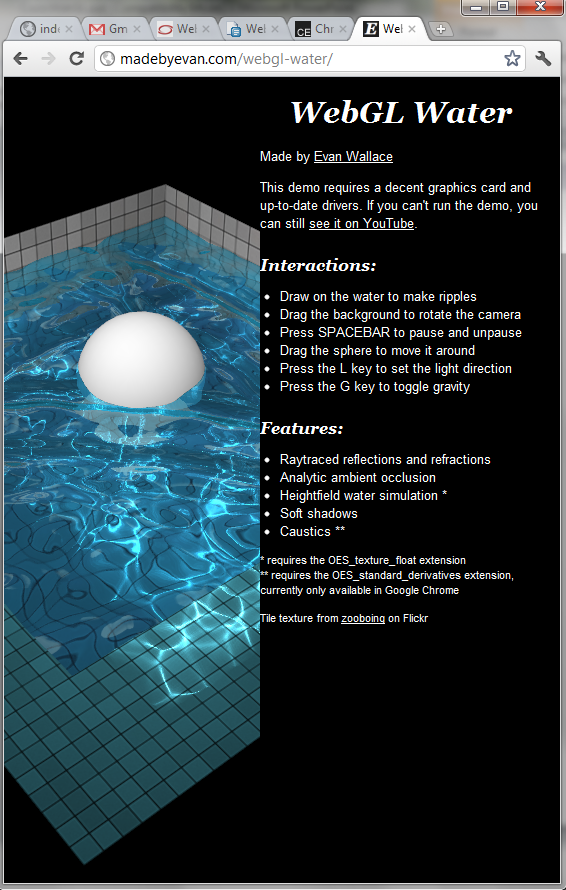 inde
Gm
Wel
Wel
CE
Chr
E
Wel
madebyevan.com/webgl-water/
WebGL Water
Made by Evan Wallace
This demo requires a decent graphics card and
up-to-date drivers. If you can't run the demo, you
can still see it on YouTube.
Interactions:
• Draw on the water to make ripples
• Drag the background to rotate the camera
• Press SPACEBAR to pause and unpause
• Drag the sphere to move it around
• Press the L key to set the light direction
• Press the G key to toggle gravity
Features:
• Raytraced reflections and refractions
• Analytic ambient occlusion
• Heightfield water simulation *
• Soft shadows
• Caustics **
* requires the OES_texture_float extension
** requires the OES_standard_derivatives extension,
currently only available in Google Chrome
Tile texture from zooboing on Flickr